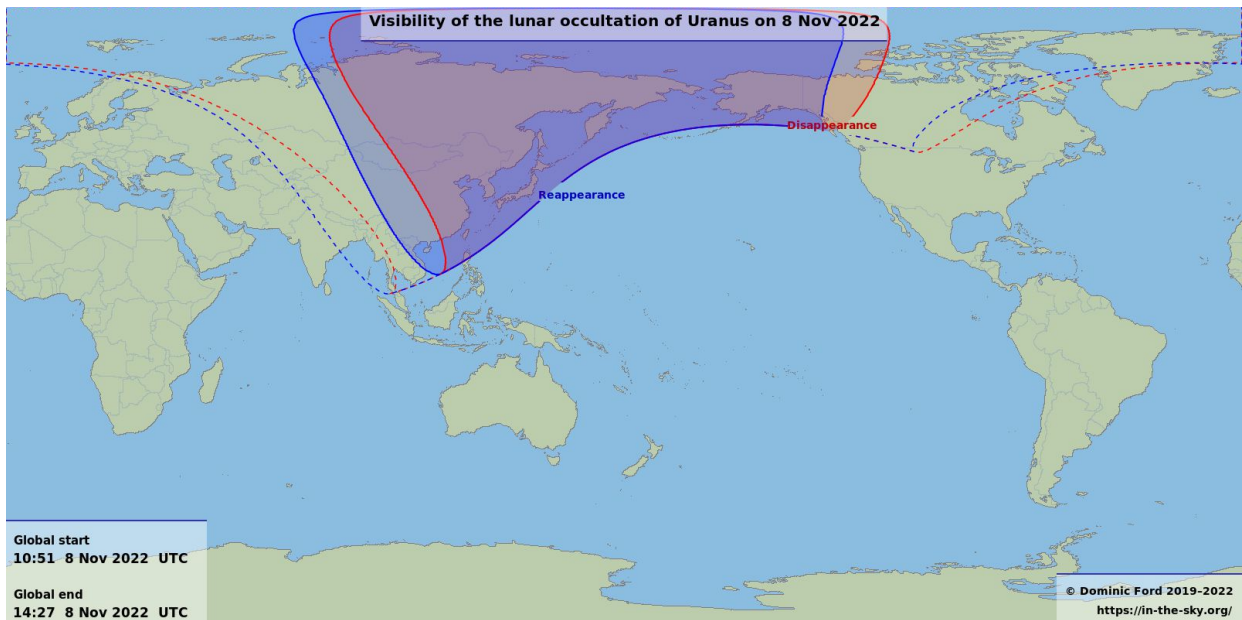 Visibility of the lunar occultation of Uranus on 8 Nov 2022
Disappearance
Reappearance
Global start
10:51 8 Nov 2022 UTC
Global end
14:27 8 Nov 2022 UTC
© Dominic Ford 2019–2022
https://in-the-sky.org/